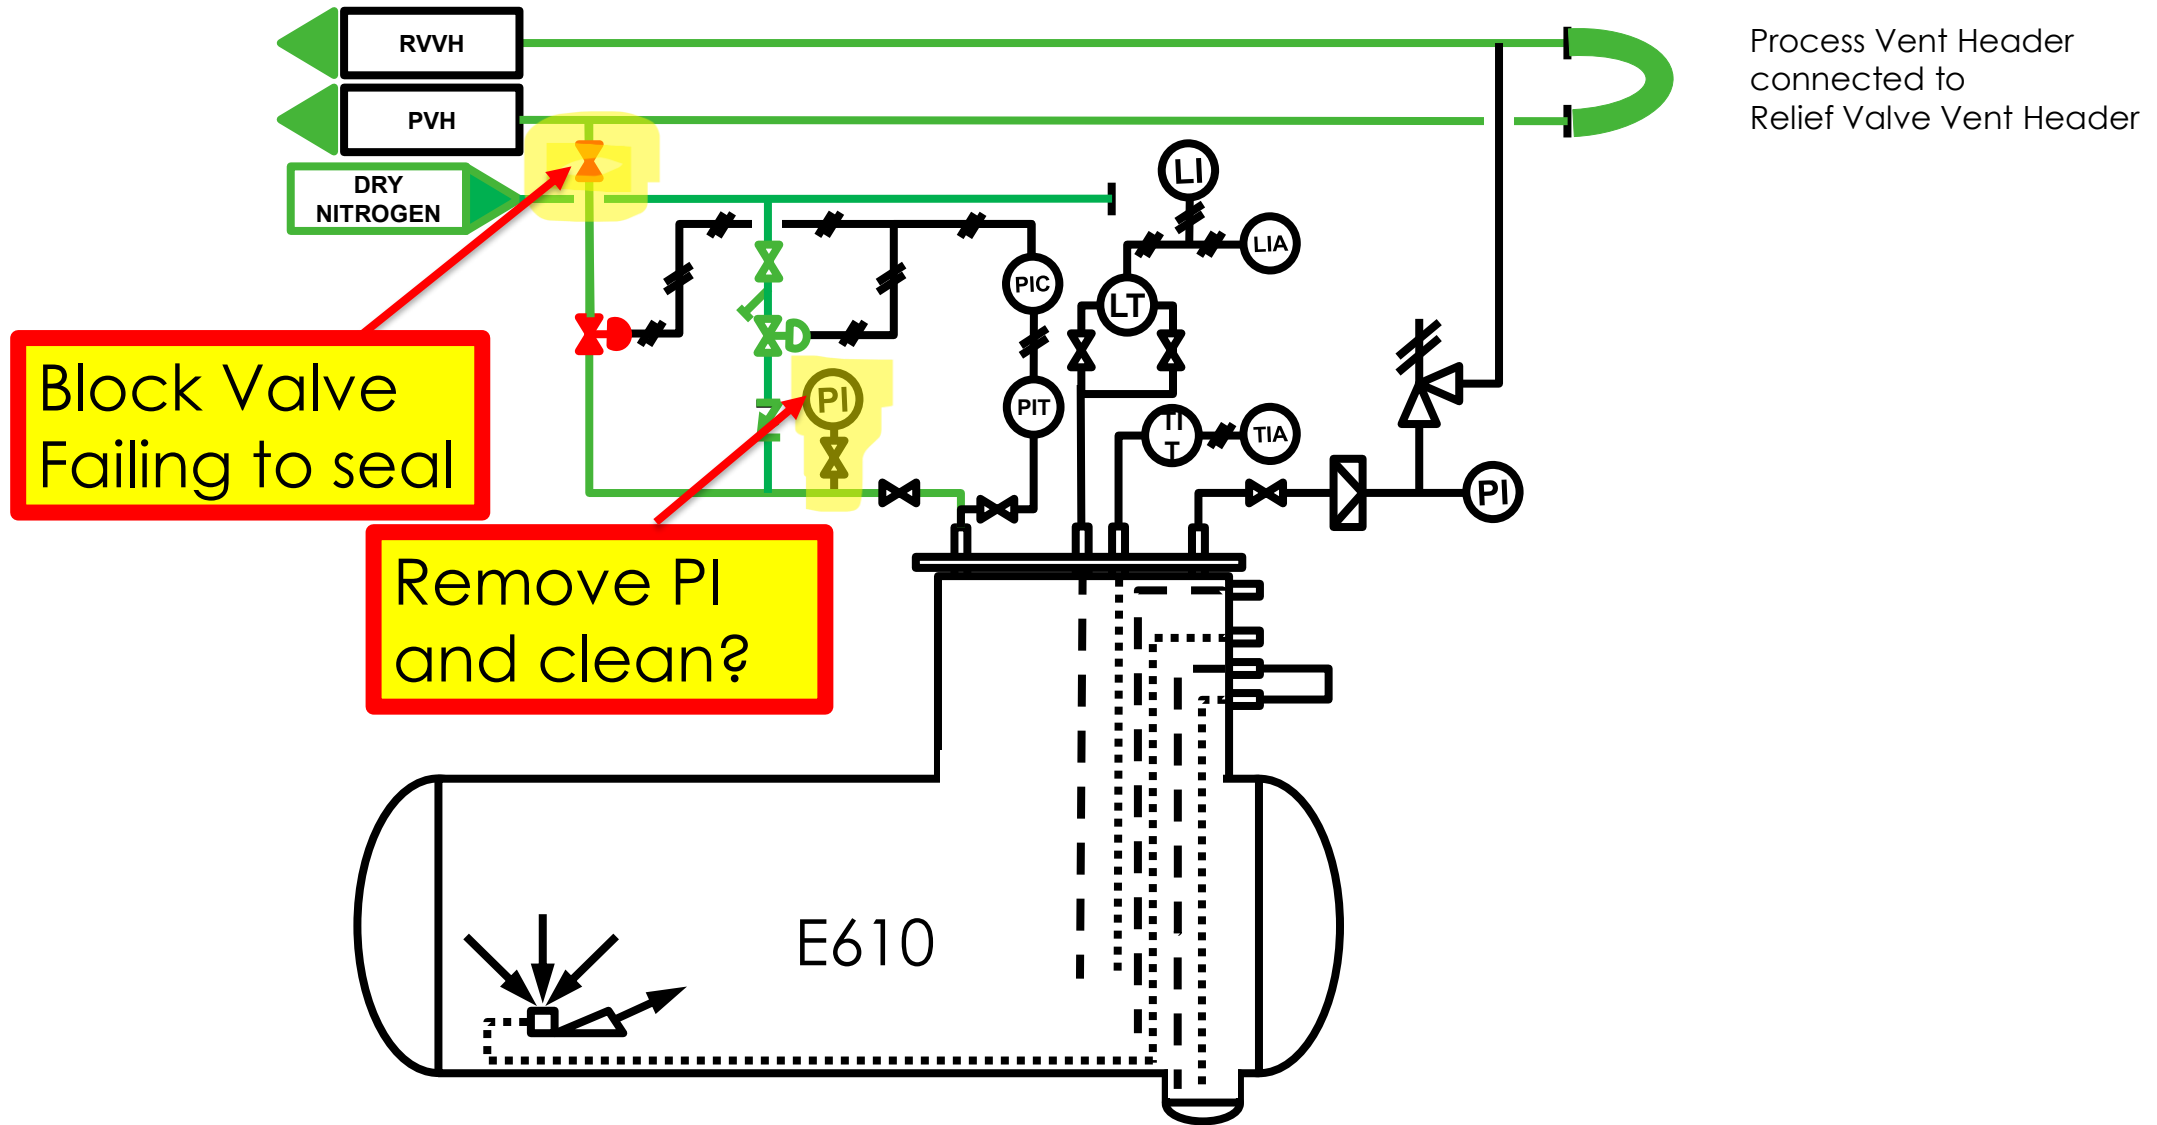 RVVH
Process Vent Header
connected to
Relief Valve Vent Header
PVH
DRY
NITROGEN
LI
LIA
PIC
LT
Block Valve
Failing to seal
PI
PIT
TI
T
TIA
PI
Remove PI
and clean?
E610